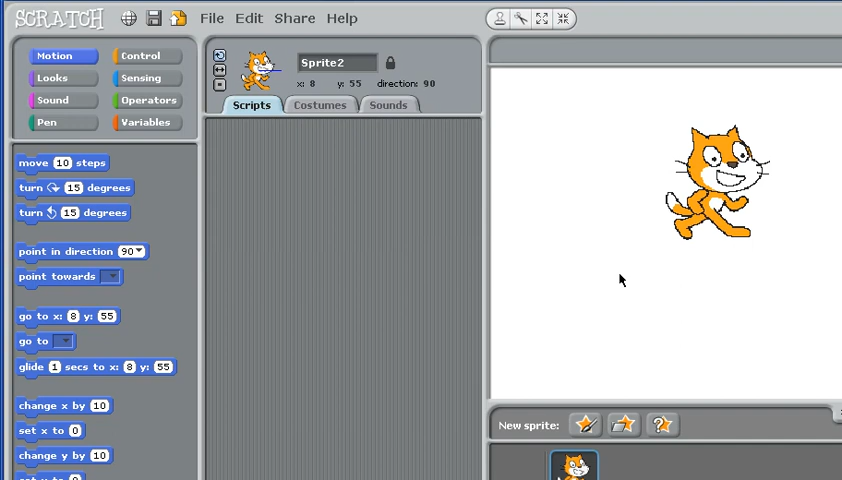 SCRATCH File Edit Share Help
Motion Control
Looks Sensing
Sound Operators
Pen Variables
Sprite2
x: 8 y: 55 direction: 90
Scripts Costumes Sounds
move 10 steps
turn 15 degrees
turn 15 degrees
point in direction 90
point towards
go to x: 8 y: 55
go to
glide 1 secs to x: 8 y: 55
change x by 10
set x to 0
change y by 10
New sprite: